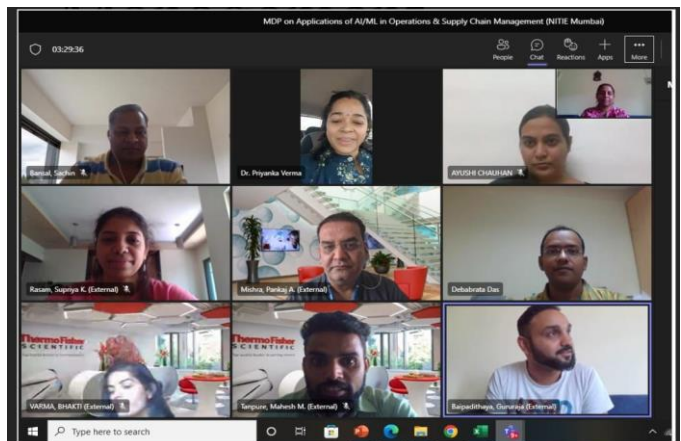 MDP on Applications of AI/ML in Operations & Supply Chain Management (NITIE Mumbai)
03:29:36
People
Chat
Reactions
Apps
More
Bansal, Sachin
Dr. Priyanka Verma
AYUSHI CHAUHAN
Rasam, Supriya K. (External)
Mishra, Pankaj A. (External)
Debabrata Das
ThermoFisher
SCIENTIFIC
ThermoFisher
SCIENTIFIC
VARMA, BHAKTI (External)
Tanpure, Mahesh M. (External)
Baipadithaya, Gururaja (External)
Type here to search